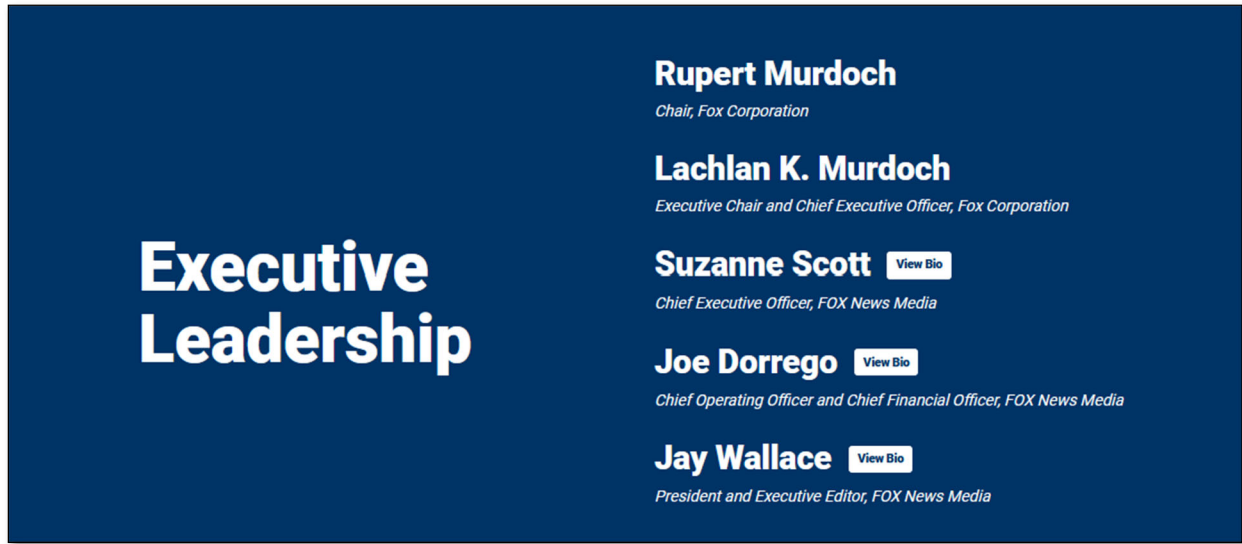 Executive
Leadership
Rupert Murdoch
Chair, Fox Corporation
Lachlan K. Murdoch
Executive Chair and Chief Executive Officer, Fox Corporation
Suzanne Scott View Bio
Chief Executive Officer, FOX News Media
Joe Dorrego View Bio
Chief Operating Officer and Chief Financial Officer, FOX News Media
Jay Wallace View Bio
President and Executive Editor, FOX News Media